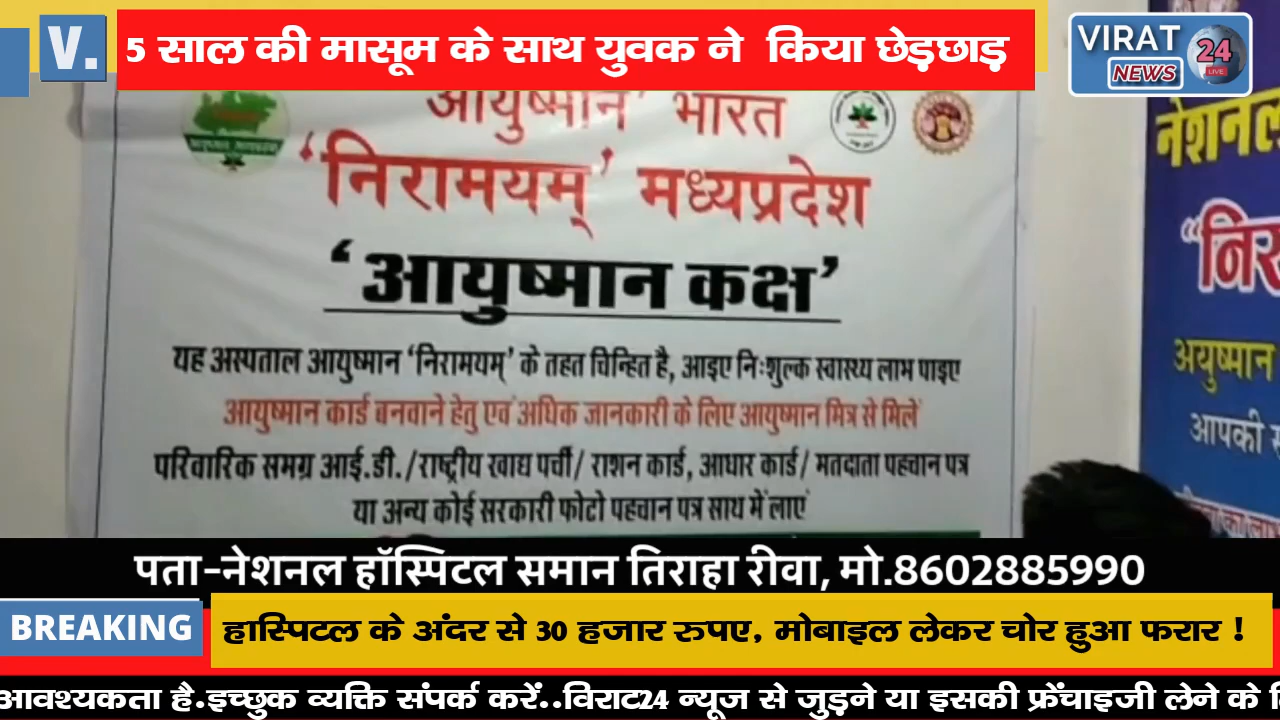 V.
5 साल की मासूम के साथ युवक ने किया छेड़छाड़
VIRAT
NEWS
24
LIVE
आयुष्मान भारत
'निरामयम्' मध्यप्रदेश
'आयुष्मान कक्ष'
यह अस्पताल आयुष्मान 'निरामयम्' के तहत चिन्हित है, आइए निःशुल्क स्वास्थ्य लाभ पाइए
आयुष्मान कार्ड बनवाने हेतु एवं अधिक जानकारी के लिए आयुष्मान मित्र से मिलें
परिवारिक समग्र आई.डी./राष्ट्रीय खाद्य पर्ची/ राशन कार्ड, आधार कार्ड/ मतदाता पहचान पत्र
या अन्य कोई सरकारी फोटो पहचान पत्र साथ में लाएं
नेशनल
"निर
अयुष्मान
आपकी
का लाभ
पता-नेशनल हॉस्पिटल समान तिराहा रीवा, मो.8602885990
BREAKING
हास्पिटल के अंदर से 30 हजार रुपए, मोबाइल लेकर चोर हुआ फरार !
आवश्यकता है.इच्छुक व्यक्ति संपर्क करें..विराट24 न्यूज से जुड़ने या इसकी फ्रेंचाइजी लेने के